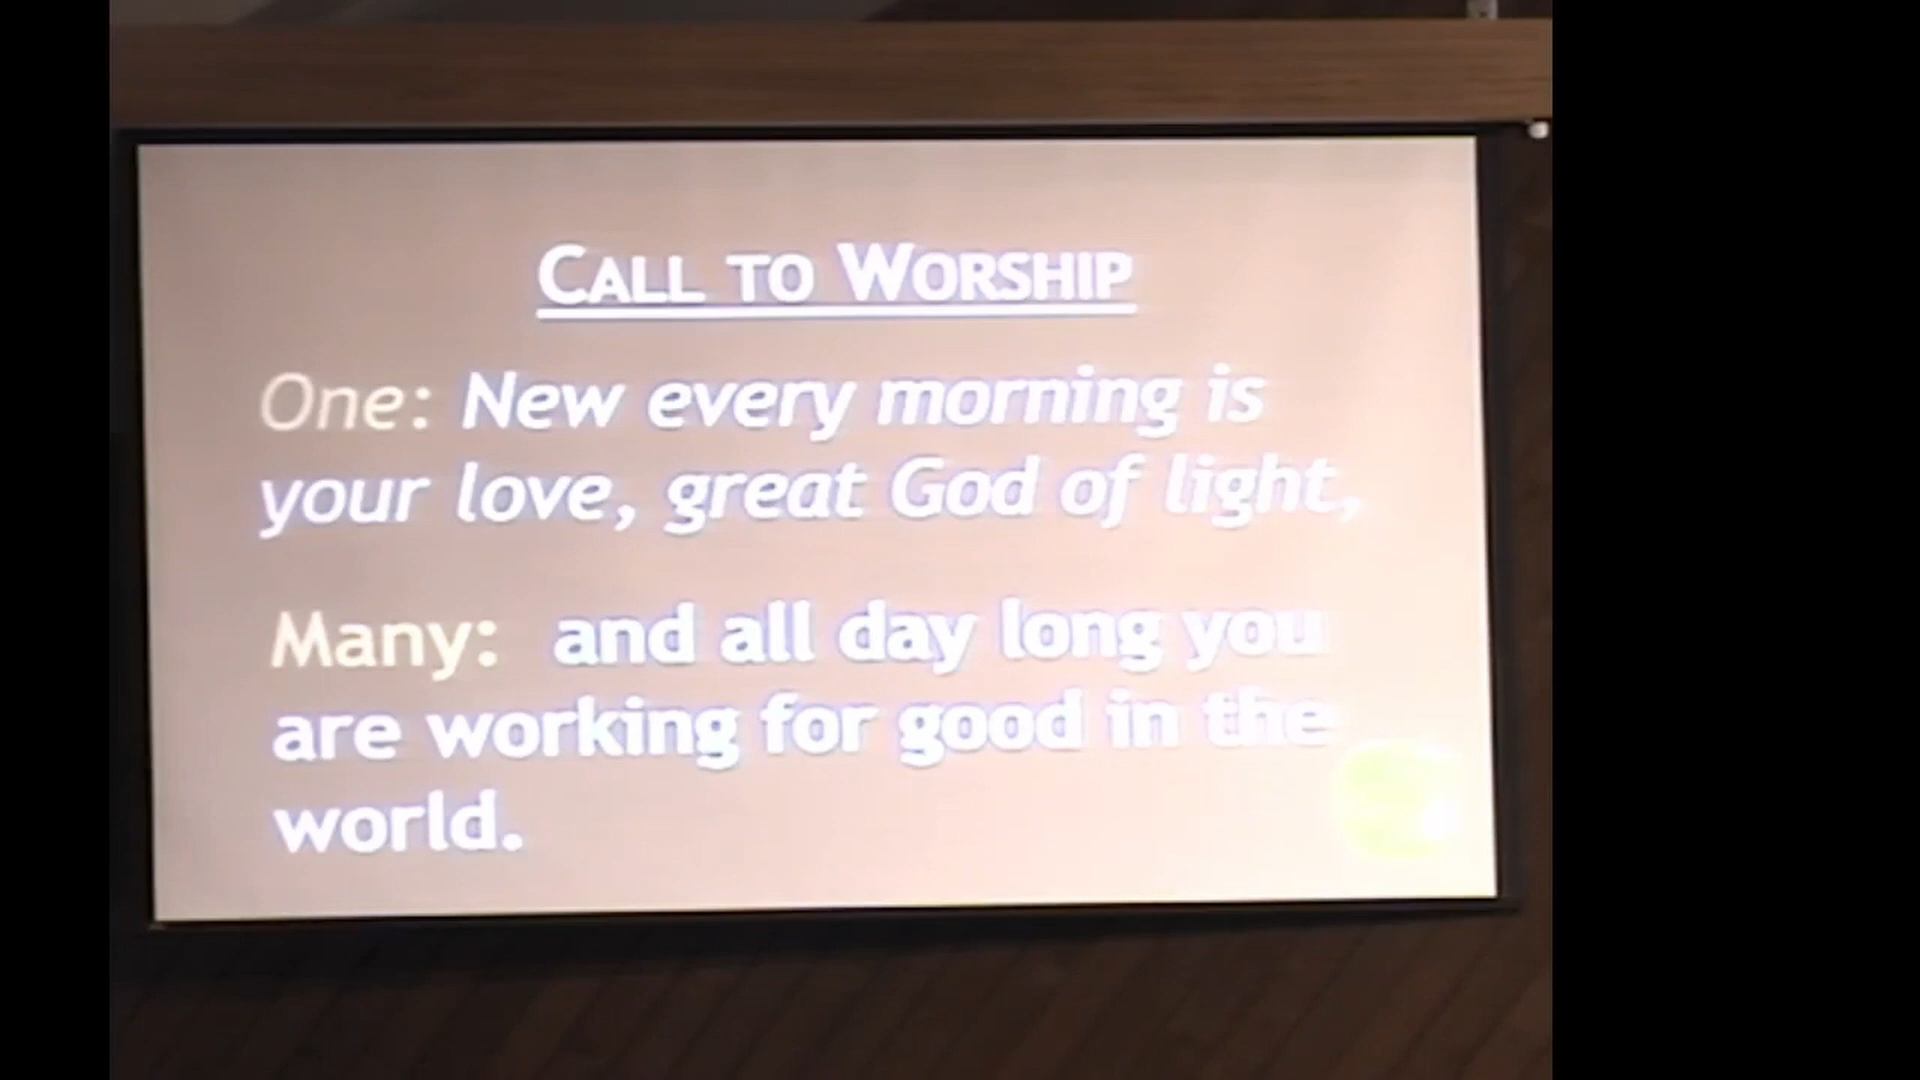 CALL TO WORSHIP
One: New every morning is
your love, great God of light,
Many: and all day long you
are working for good in the
world.